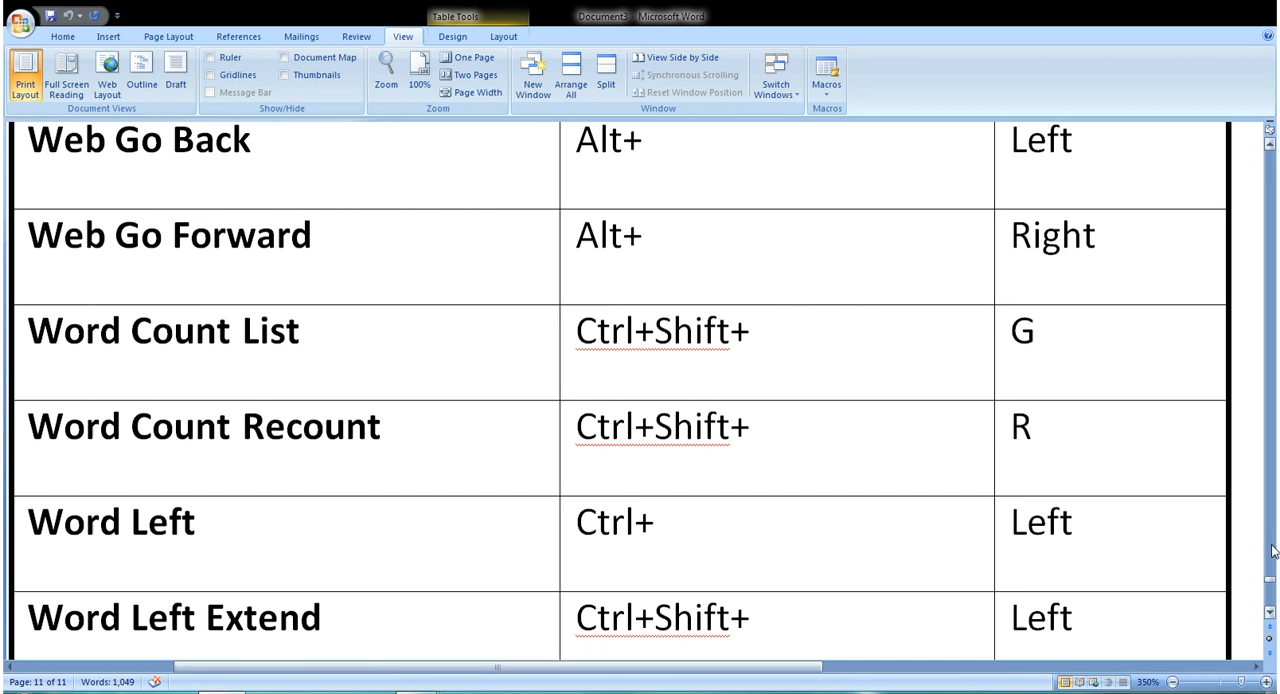 Table Tools Document3 - Microsoft Word
Home Insert Page Layout References Mailings Review View Design Layout
Print Layout Full Screen Reading Web Layout Outline Draft
Document Views
Ruler Document Map
Gridlines Thumbnails
Message Bar
Show/Hide
Zoom 100% One Page
Two Pages
Page Width
Zoom
New Window Arrange All Split
View Side by Side
Synchronous Scrolling
Reset Window Position
Window
Switch Windows
Macros
Macros
Web Go Back Alt+ Left
Web Go Forward Alt+ Right
Word Count List Ctrl+Shift+ G
Word Count Recount Ctrl+Shift+ R
Word Left Ctrl+ Left
Word Left Extend Ctrl+Shift+ Left
Page: 11 of 11 Words: 1,049 350%